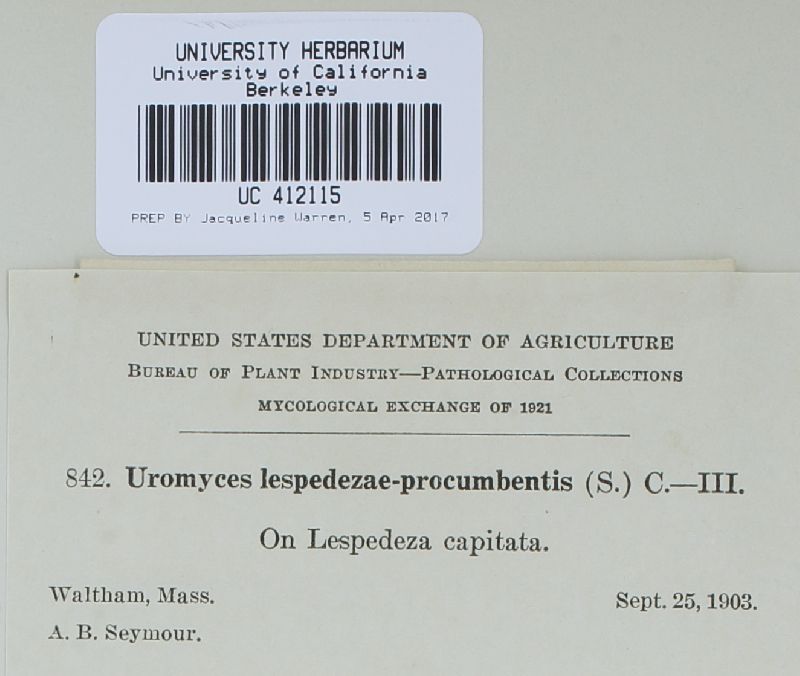 UNIVERSITY HERBARIUM
University of California
Berkeley
UC 412115
PREP BY Jacqueline Warren, 5 Apr 2017
UNITED STATES DEPARTMENT OF AGRICULTURE
BUREAU OF PLANT INDUSTRY—PATHOLOGICAL COLLECTIONS
MYCOLOGICAL EXCHANGE OF 1921
842. Uromyces lespedezae-procumbentis (S.) C.—III.
On Lespedeza capitata.
Waltham, Mass. Sept. 25, 1903.
A. B. Seymour.